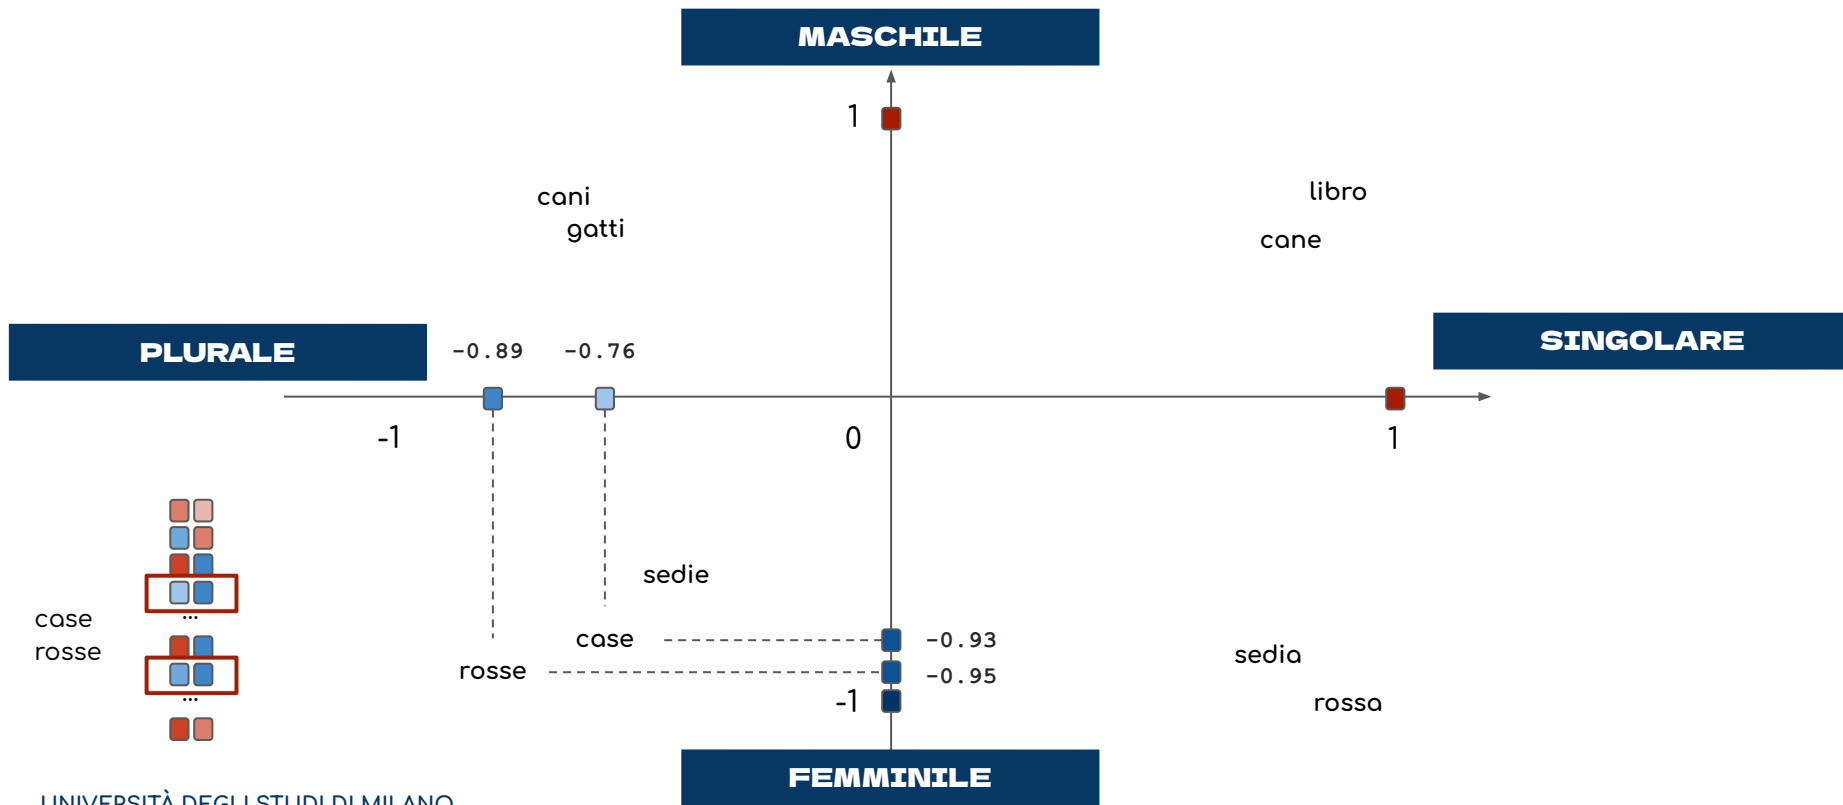 MASCHILE
1
cani
gatti
libro
cane
PLURALE
-0.89 -0.76
SINGOLARE
-1
0
1
sedie
case
rosse
case
rosse
-0.93
-0.95
-1
sedia
rossa
...
...
FEMMINILE
UNIVERSITÀ DEGLI STUDI DI MILANO